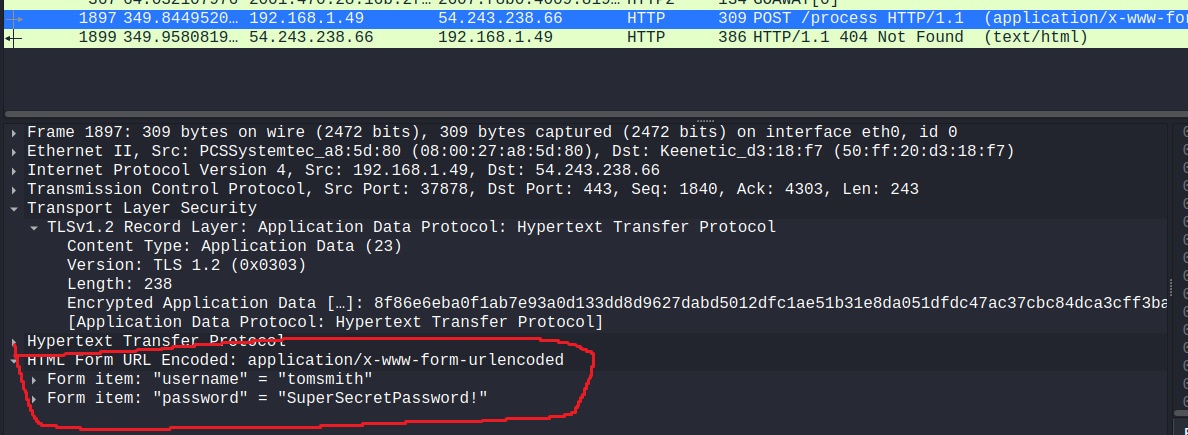 1897 349.8449520… 192.168.1.49 54.243.238.66 HTTP 309 POST /process HTTP/1.1 (application/x-www-fo
1899 349.9580819… 54.243.238.66 192.168.1.49 HTTP 386 HTTP/1.1 404 Not Found (text/html)
Frame 1897: 309 bytes on wire (2472 bits), 309 bytes captured (2472 bits) on interface eth0, id 0
Ethernet II, Src: PCSSystemtec_a8:5d:80 (08:00:27:a8:5d:80), Dst: Keenetic_d3:18:f7 (50:ff:20:d3:18:f7)
Internet Protocol Version 4, Src: 192.168.1.49, Dst: 54.243.238.66
Transmission Control Protocol, Src Port: 37878, Dst Port: 443, Seq: 1840, Ack: 4303, Len: 243
Transport Layer Security
TLSv1.2 Record Layer: Application Data Protocol: Hypertext Transfer Protocol
Content Type: Application Data (23)
Version: TLS 1.2 (0x0303)
Length: 238
Encrypted Application Data […]: 8f86e6eba0f1ab7e93a0d133dd8d9627dabd5012dfc1ae51b31e8da051dfdc47ac37cbc84dca3cff3ba
[Application Data Protocol: Hypertext Transfer Protocol]
Hypertext Transfer Protocol
HTML Form URL Encoded: application/x-www-form-urlencoded
Form item: "username" = "tomsmith"
Form item: "password" = "SuperSecretPassword!"